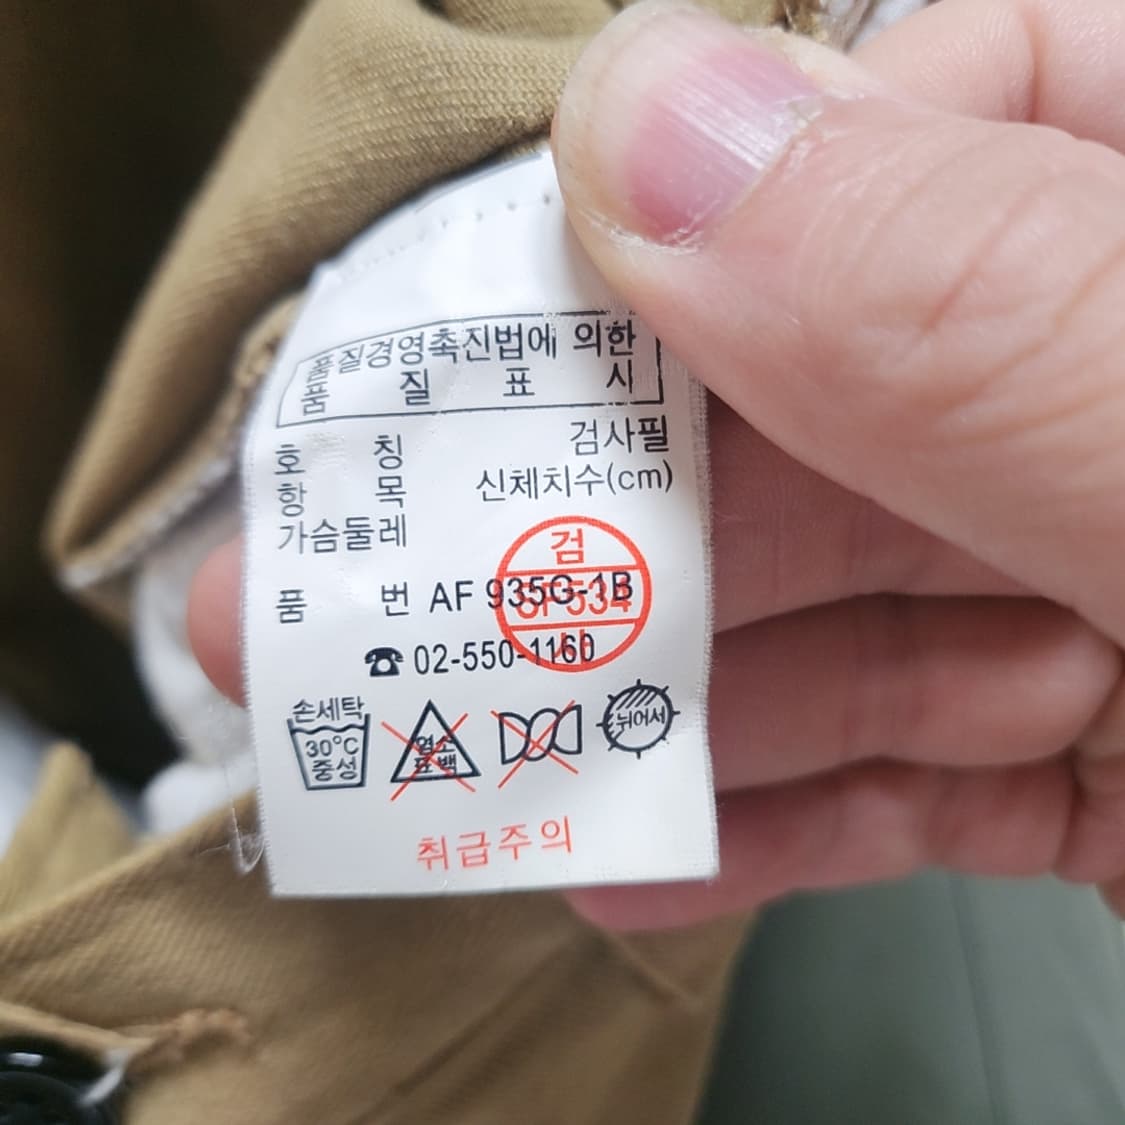 품질경영촉진법에 의한
품 질 표 시
호 칭 검사필
항 목 신체치수(cm)
가슴둘레
검
품 번 AF 935G-1B
사
☎ 02-550-1160
손세탁
30°C
중성
염소
표백
뉘어서
취급주의